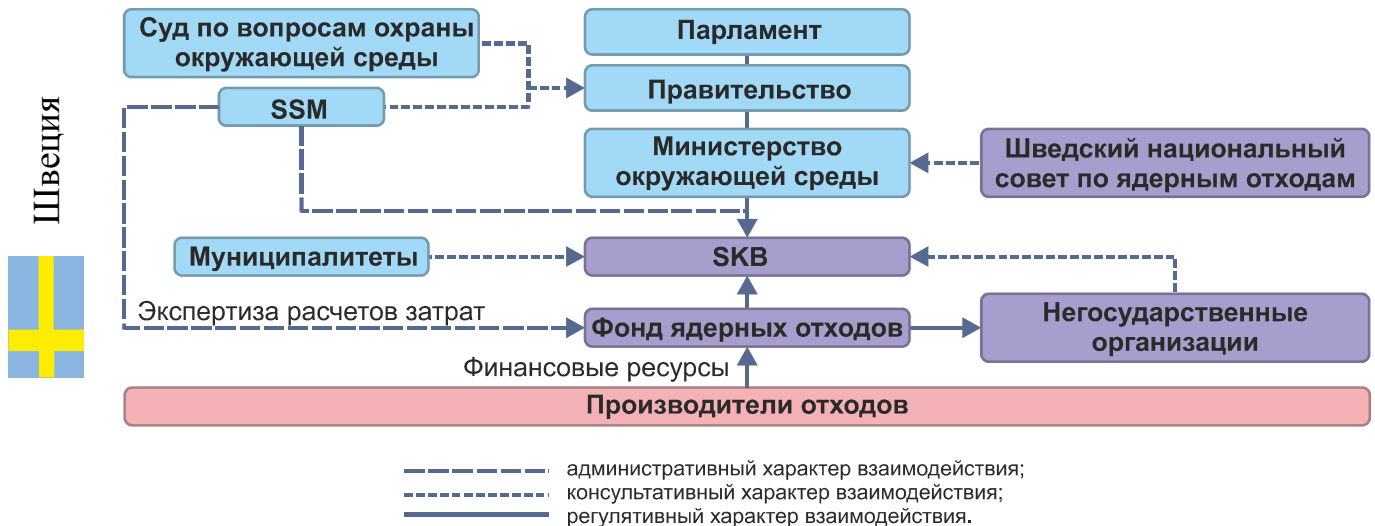 Суд по вопросам охраны
окружающей среды
Парламент
Правительство
SSM
Швеция
Министерство
окружающей среды
Шведский национальный
совет по ядерным отходам
Муниципалитеты
SKB
Экспертиза расчетов затрат
Фонд ядерных отходов
Негосударственные
организации
Финансовые ресурсы
Производители отходов
административный характер взаимодействия;
консультативный характер взаимодействия;
регулятивный характер взаимодействия.